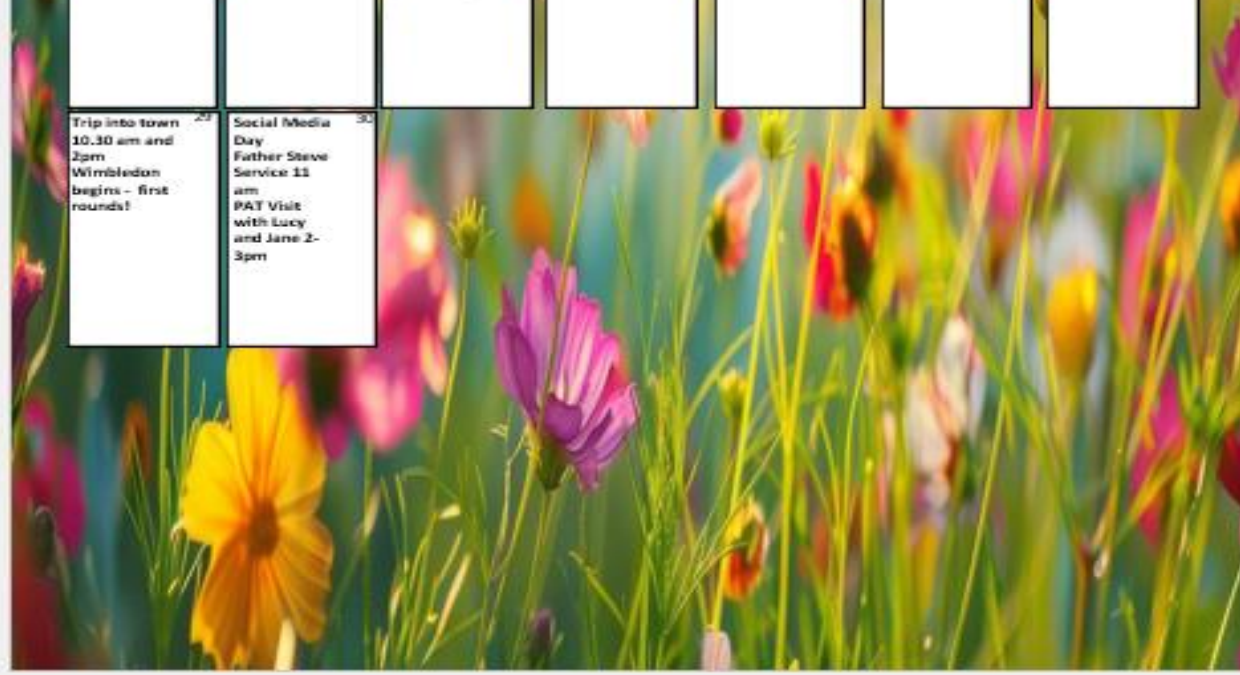 Trip into town 29
10.30 am and
2pm
Wimbledon
begins – first
rounds!
Social Media 30
Day
Father Steve
Service 11
am
PAT Visit
with Lucy
and Jane 2-
3pm